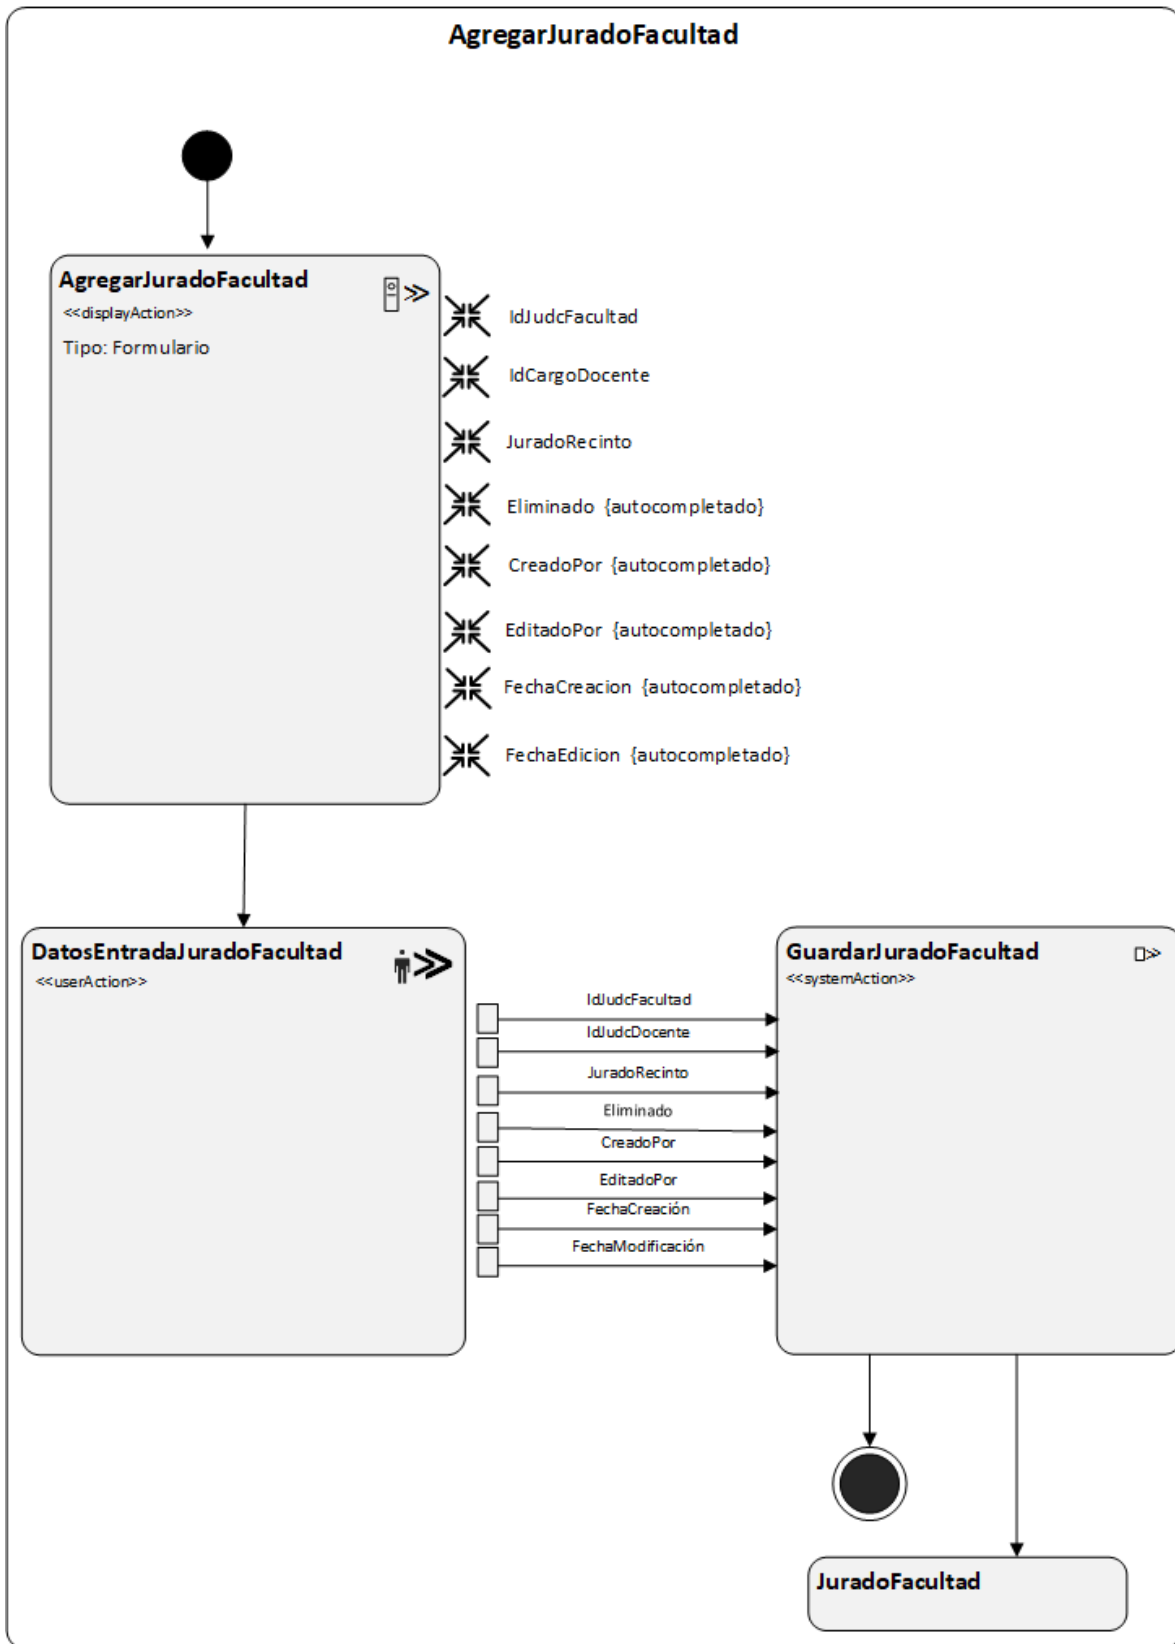 AgregarJuradoFacultad
AgregarJuradoFacultad
<<displayAction>>
Tipo: Formulario
IdJudcFacultad
IdCargoDocente
JuradoRecinto
Eliminado {autocompletado}
CreadoPor {autocompletado}
EditadoPor {autocompletado}
FechaCreacion {autocompletado}
FechaEdicion {autocompletado}
DatosEntradaJuradoFacultad
<<userAction>>
IdJudcFacultad
IdJudcDocente
JuradoRecinto
Eliminado
CreadoPor
EditadoPor
FechaCreación
FechaModificación
GuardarJuradoFacultad
<<systemAction>>
JuradoFacultad